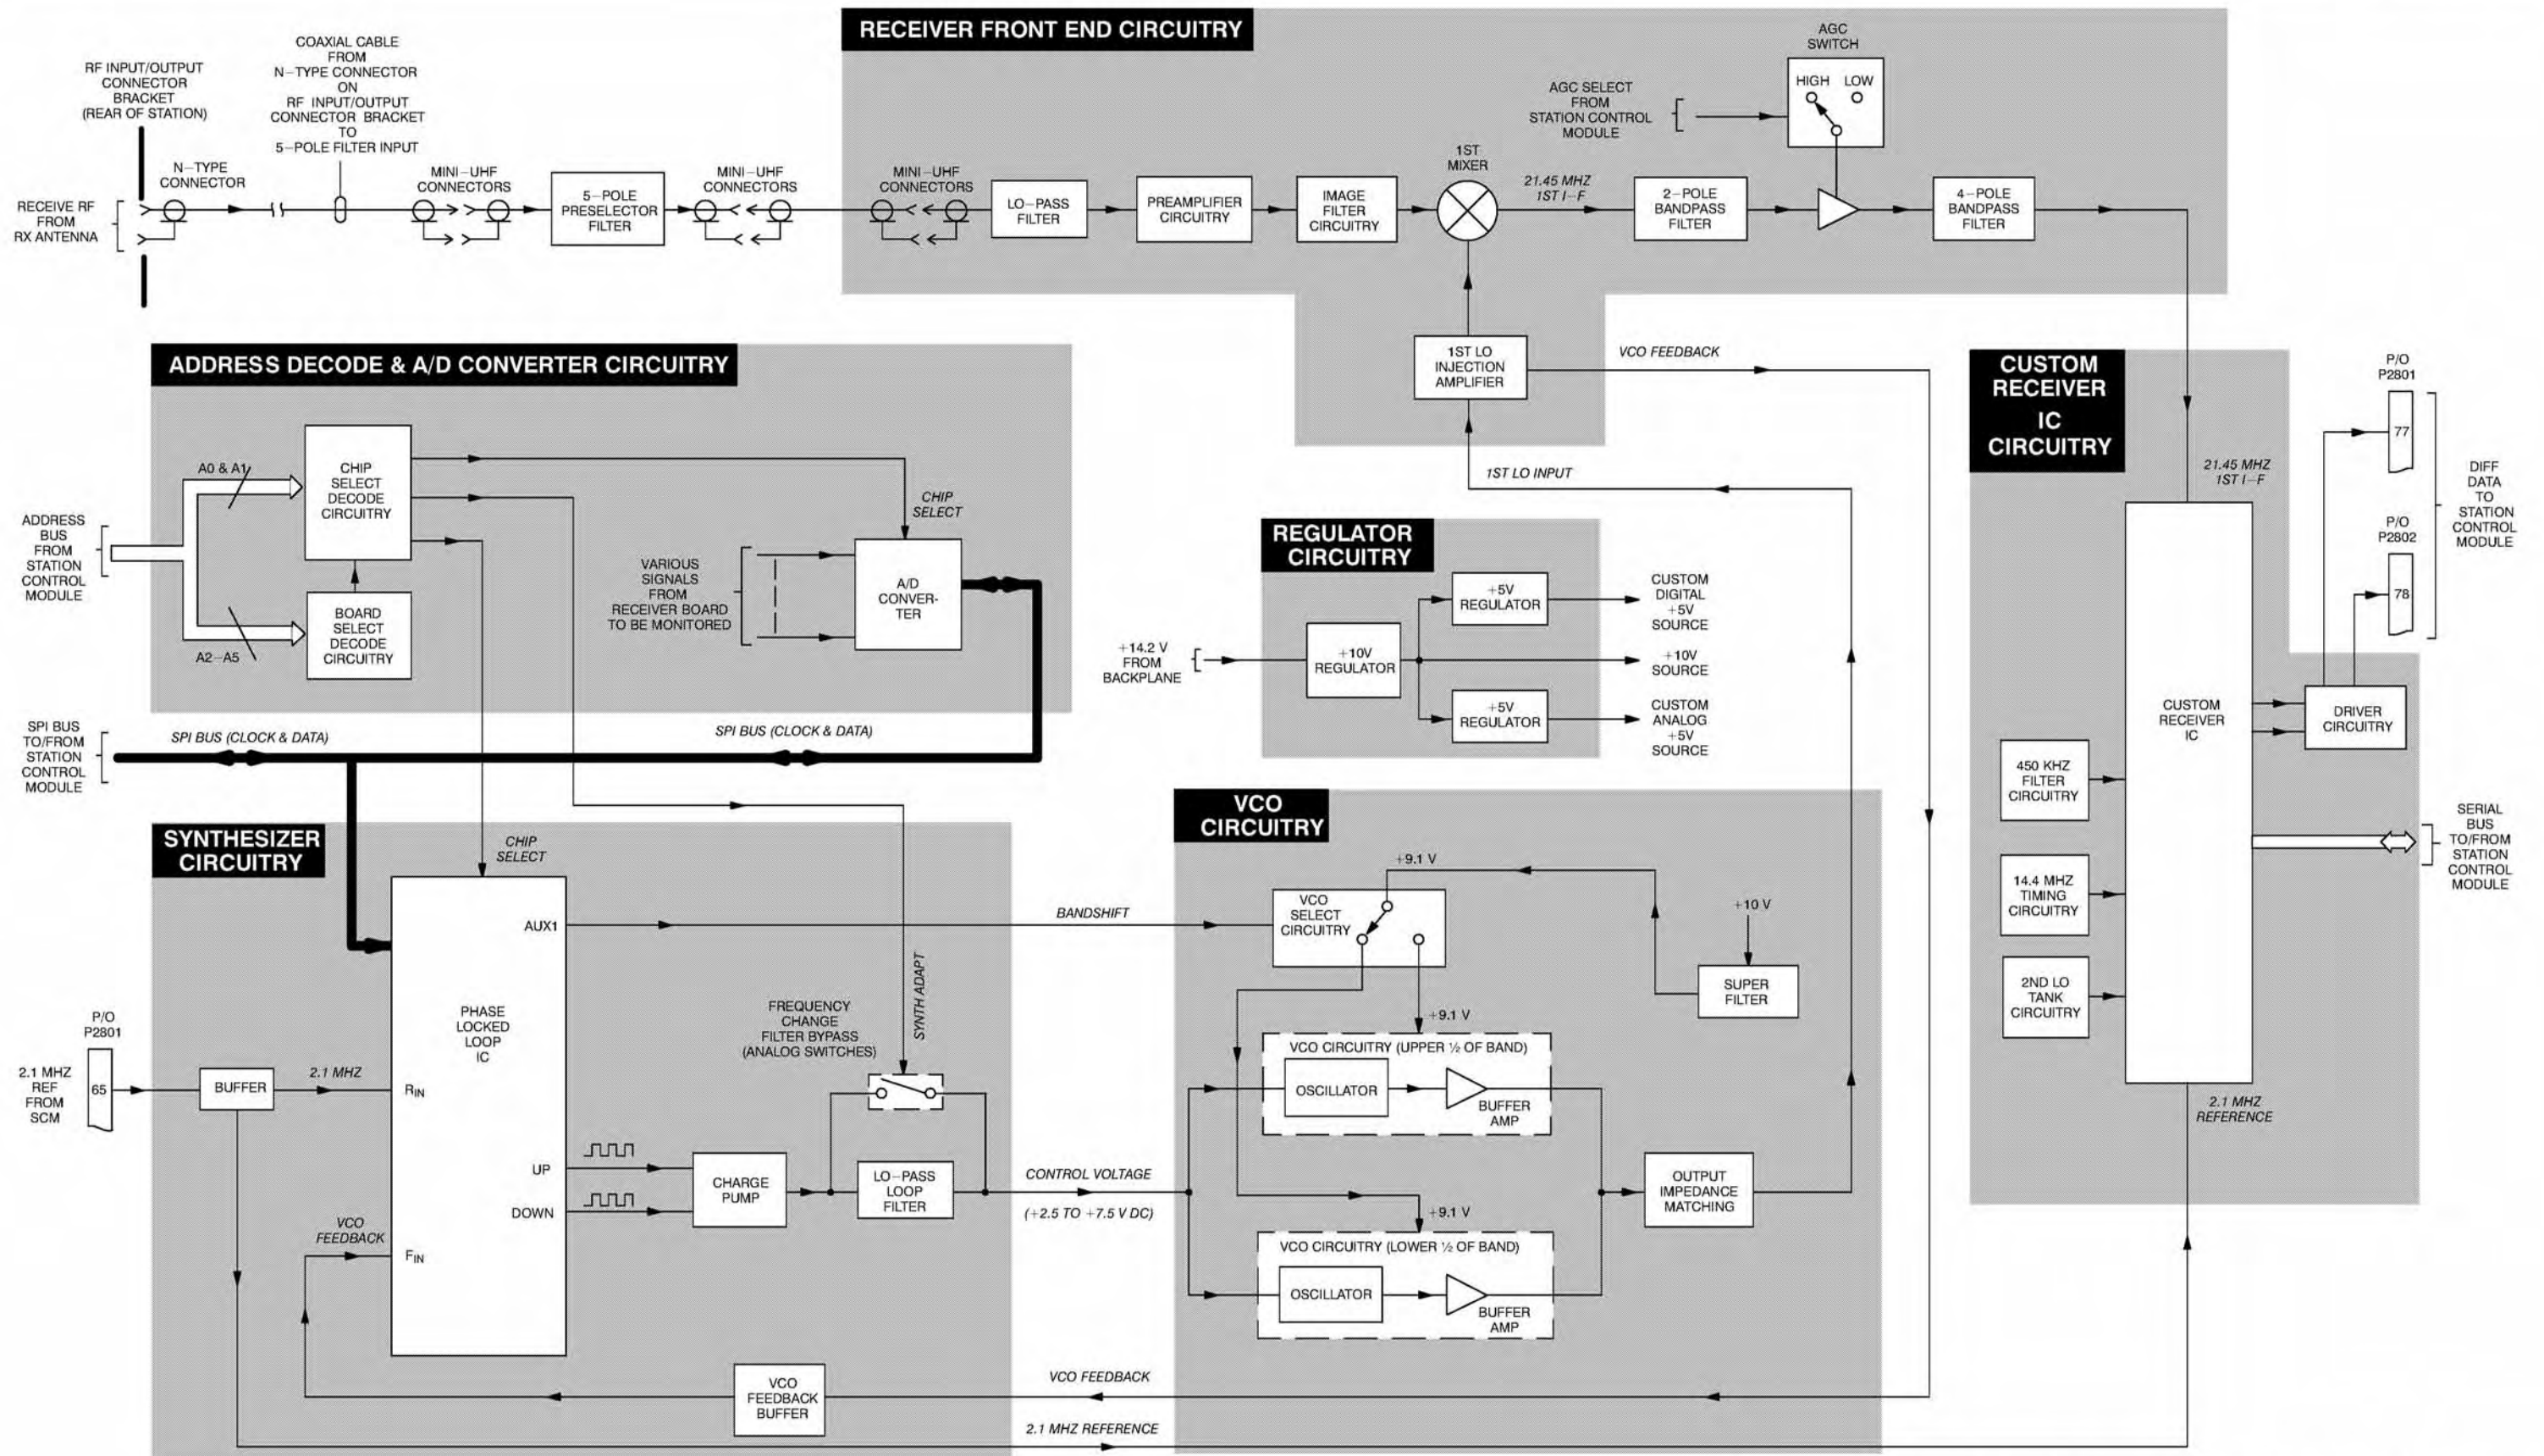 RECEIVER FRONT END CIRCUITRY
RF INPUT/OUTPUT
CONNECTOR
BRACKET
(REAR OF STATION)
COAXIAL CABLE
FROM
N-TYPE CONNECTOR
ON
RF INPUT/OUTPUT
CONNECTOR BRACKET
TO
5-POLE FILTER INPUT
N-TYPE
CONNECTOR
RECEIVE RF
FROM
RX ANTENNA
MINI-UHF
CONNECTORS
5-POLE
PRESELECTOR
FILTER
MINI-UHF
CONNECTORS
MINI-UHF
CONNECTORS
LO-PASS
FILTER
PREAMPLIFIER
CIRCUITRY
IMAGE
FILTER
CIRCUITRY
1ST
MIXER
21.45 MHZ
1ST I-F
2-POLE
BANDPASS
FILTER
AGC SELECT
FROM
STATION CONTROL
MODULE
AGC
SWITCH
HIGH LOW
4-POLE
BANDPASS
FILTER
1ST LO
INJECTION
AMPLIFIER
VCO FEEDBACK
1ST LO INPUT
ADDRESS DECODE & A/D CONVERTER CIRCUITRY
ADDRESS
BUS
FROM
STATION
CONTROL
MODULE
A0 & A1
A2-A5
CHIP
SELECT
DECODE
CIRCUITRY
BOARD
SELECT
DECODE
CIRCUITRY
VARIOUS
SIGNALS
FROM
RECEIVER BOARD
TO BE MONITORED
CHIP
SELECT
A/D
CONVER-
TER
SPI BUS
TO/FROM
STATION
CONTROL
MODULE
SPI BUS (CLOCK & DATA)
SPI BUS (CLOCK & DATA)
REGULATOR
CIRCUITRY
+14.2 V
FROM
BACKPLANE
+10V
REGULATOR
+5V
REGULATOR
+5V
REGULATOR
CUSTOM
DIGITAL
+5V
SOURCE
+10V
SOURCE
CUSTOM
ANALOG
+5V
SOURCE
CUSTOM
RECEIVER
IC
CIRCUITRY
21.45 MHZ
1ST I-F
CUSTOM
RECEIVER
IC
450 KHZ
FILTER
CIRCUITRY
14.4 MHZ
TIMING
CIRCUITRY
2ND LO
TANK
CIRCUITRY
DRIVER
CIRCUITRY
P/O
P2801
77
P/O
P2802
78
DIFF
DATA
TO
STATION
CONTROL
MODULE
SERIAL
BUS
TO/FROM
STATION
CONTROL
MODULE
2.1 MHZ
REFERENCE
SYNTHESIZER
CIRCUITRY
CHIP
SELECT
P/O
P2801
2.1 MHZ
REF
FROM
SCM
65
BUFFER
2.1 MHZ
PHASE
LOCKED
LOOP
IC
AUX1
RIN
UP
DOWN
FIN
VCO
FEEDBACK
CHARGE
PUMP
FREQUENCY
CHANGE
FILTER BYPASS
(ANALOG SWITCHES)
SYNTH ADAPT
LO-PASS
LOOP
FILTER
VCO
FEEDBACK
BUFFER
BANDSHIFT
CONTROL VOLTAGE
(+2.5 TO +7.5 V DC)
VCO FEEDBACK
2.1 MHZ REFERENCE
VCO
CIRCUITRY
VCO
SELECT
CIRCUITRY
+9.1 V
+10 V
SUPER
FILTER
+9.1 V
VCO CIRCUITRY (UPPER ½ OF BAND)
OSCILLATOR
BUFFER
AMP
+9.1 V
VCO CIRCUITRY (LOWER ½ OF BAND)
OSCILLATOR
BUFFER
AMP
OUTPUT
IMPEDANCE
MATCHING